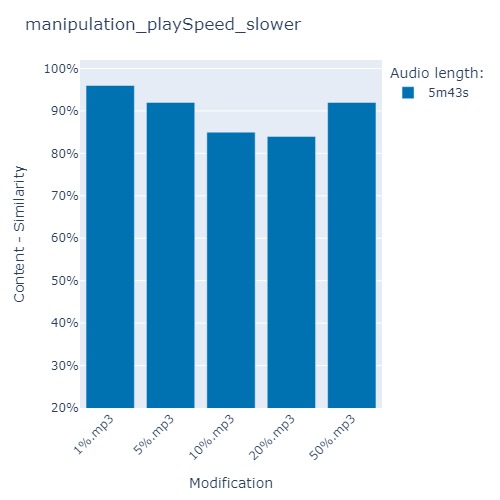 manipulation_playSpeed_slower
Audio length:
5m43s
Content - Similarity
100%
90%
80%
70%
60%
50%
40%
30%
20%
1%.mp3
5%.mp3
10%.mp3
20%.mp3
50%.mp3
Modification